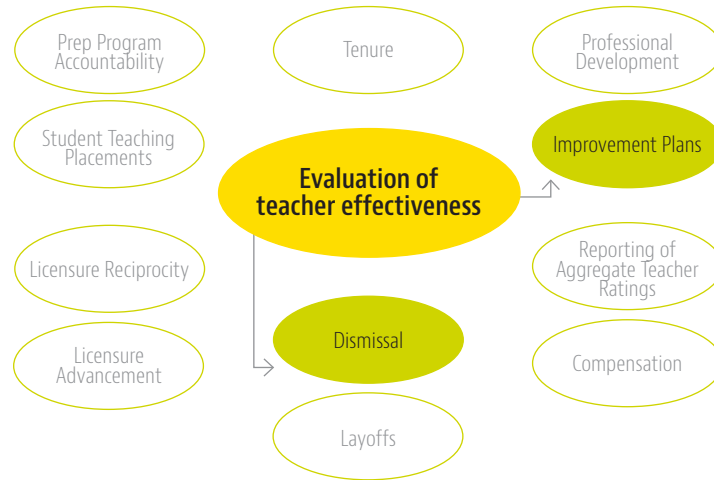 Prep Program
Accountability
Tenure
Professional
Development
Student Teaching
Placements
Improvement Plans
Evaluation of
teacher effectiveness
Licensure Reciprocity
Reporting of
Aggregate Teacher
Ratings
Dismissal
Licensure
Advancement
Compensation
Layoffs